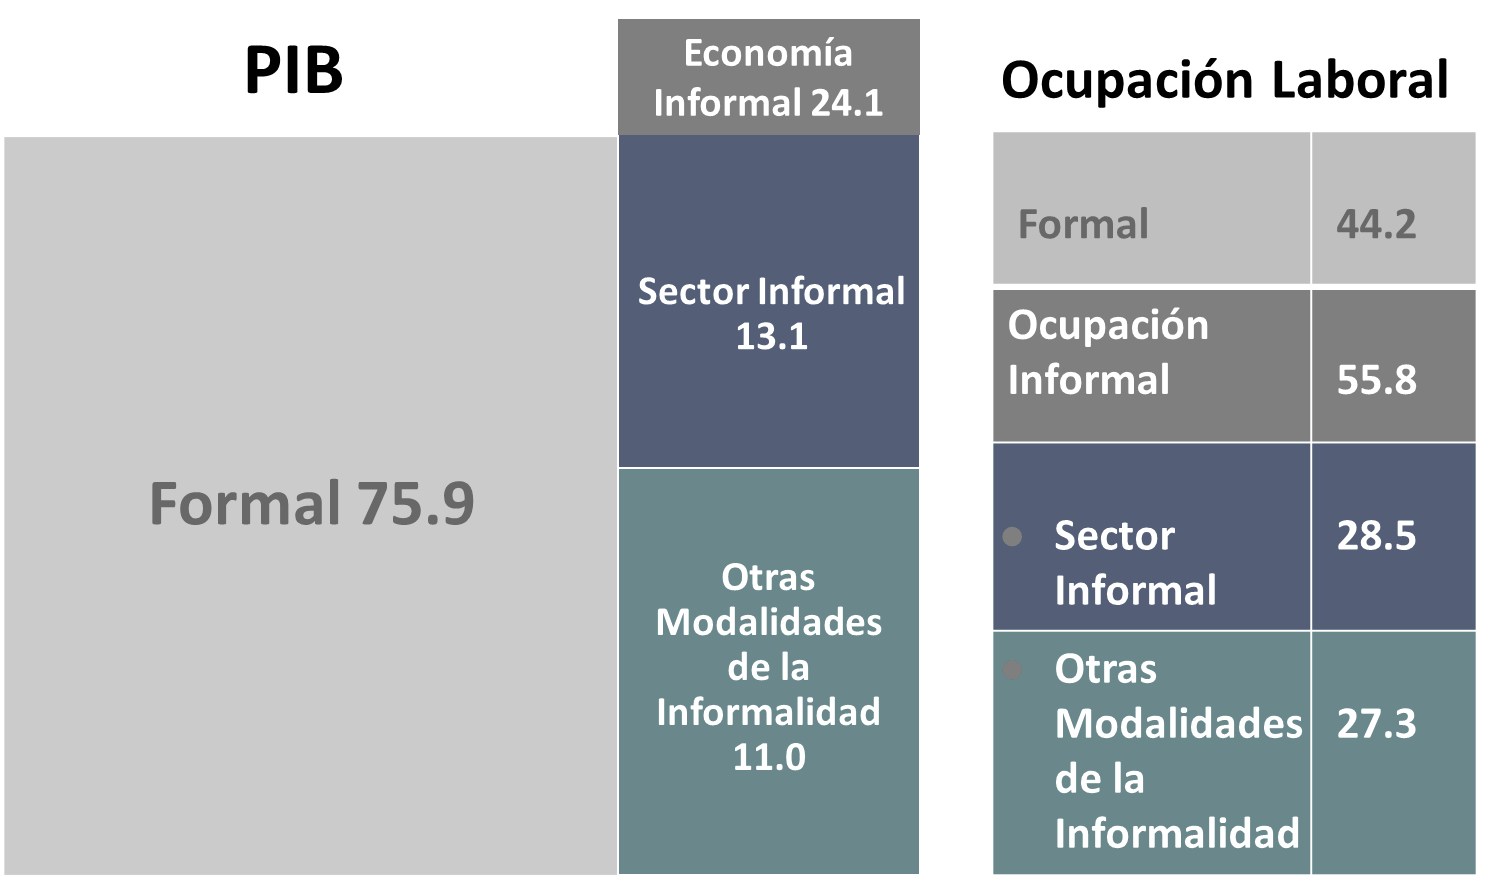 PIB
Economía
Informal 24.1
Formal 75.9
Sector Informal
13.1
Otras
Modalidades
de la
Informalidad
11.0
Ocupación Laboral
Formal 44.2
Ocupación
Informal 55.8
• Sector 28.5
Informal
• Otras
Modalidades 27.3
de la
Informalidad